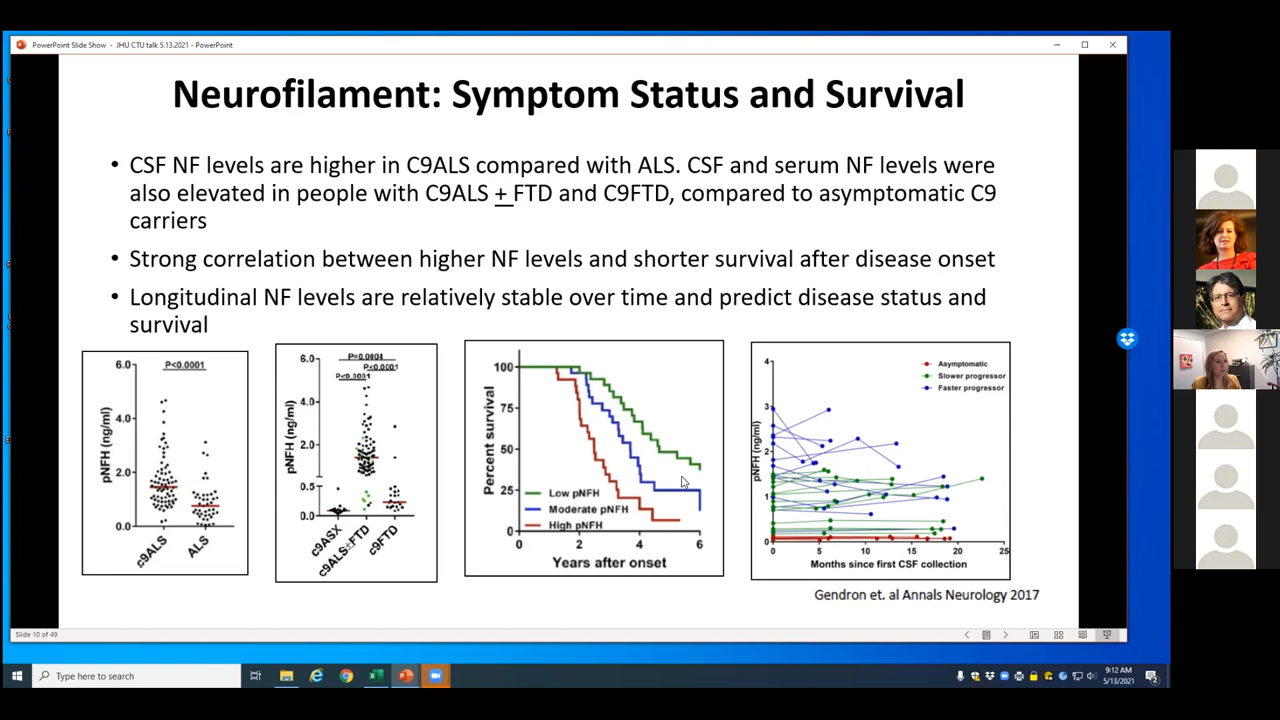 PowerPoint Slide Show - JHU CTU talk 5.13.2021 - PowerPoint
Neurofilament: Symptom Status and Survival
• CSF NF levels are higher in C9ALS compared with ALS. CSF and serum NF levels were
also elevated in people with C9ALS + FTD and C9FTD, compared to asymptomatic C9
carriers
• Strong correlation between higher NF levels and shorter survival after disease onset
• Longitudinal NF levels are relatively stable over time and predict disease status and
survival
6.0
4.0
2.0
0.0
pNFH (ng/ml)
P<0.0001
c9ALS
ALS
6.0
4.0
2.0
0.5
0.0
pNFH (ng/ml)
P=0.0004
P<0.0001
P<0.0001
c9ASX
c9ALS±FTD
c9FTD
100
75
50
25
0
Percent survival
Low pNFH
Moderate pNFH
High pNFH
0 2 4 6
Years after onset
4
3
2
1
0
pNFH (ng/ml)
Asymptomatic
Slower progressor
Faster progressor
0 5 10 15 20 25
Months since first CSF collection
Gendron et. al Annals Neurology 2017
Slide 10 of 49
Type here to search
9:12 AM
5/13/2021
2